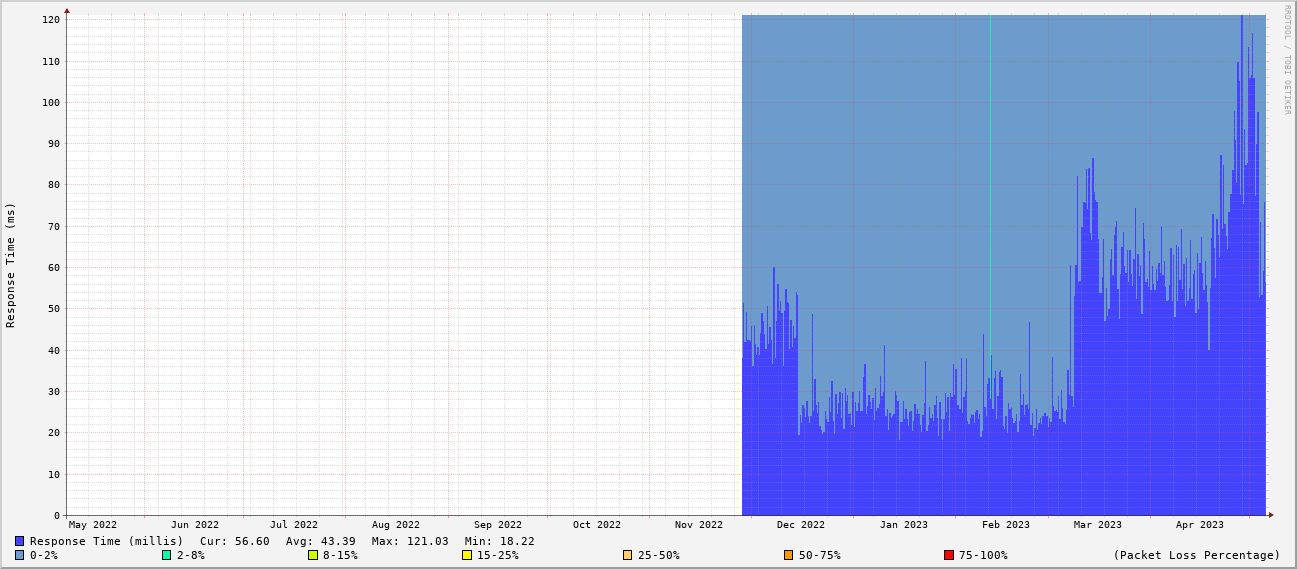 RRDTOOL / TOBI OETIKER
Response Time (ms)
120
110
100
90
80
70
60
50
40
30
20
10
0
May 2022 Jun 2022 Jul 2022 Aug 2022 Sep 2022 Oct 2022 Nov 2022 Dec 2022 Jan 2023 Feb 2023 Mar 2023 Apr 2023
Response Time (millis) Cur: 56.60 Avg: 43.39 Max: 121.03 Min: 18.22
0-2% 2-8% 8-15% 15-25% 25-50% 50-75% 75-100% (Packet Loss Percentage)